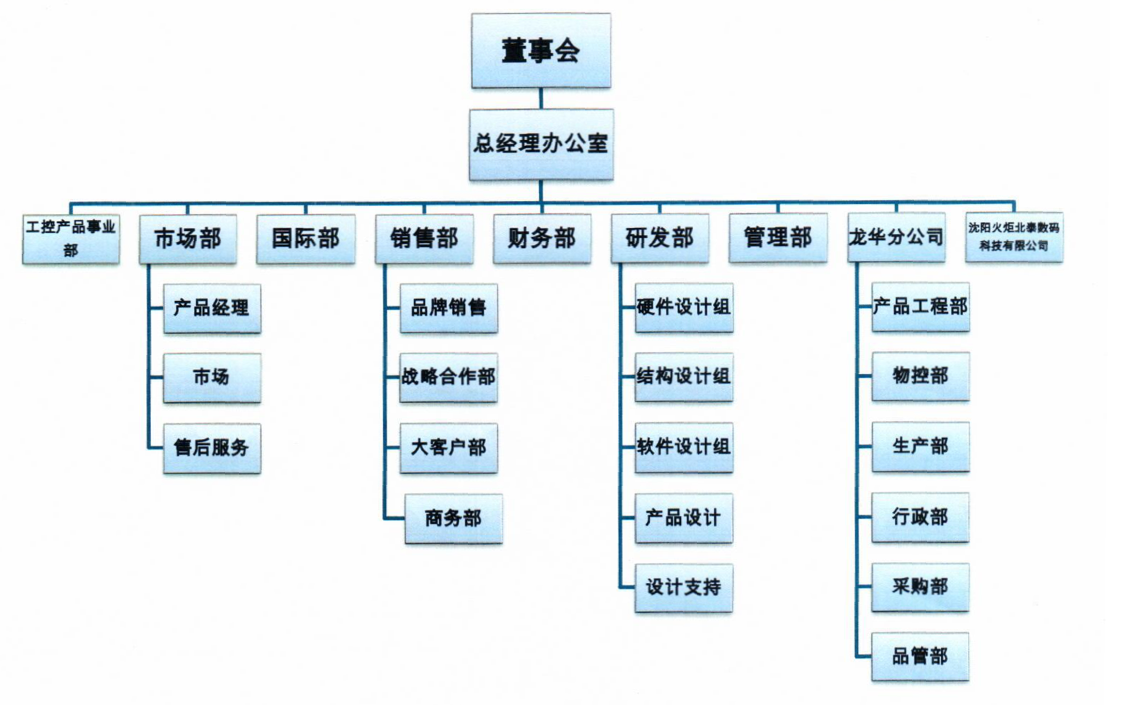 董事会
总经理办公室
工控产品事业
部
市场部
国际部
销售部
财务部
研发部
管理部
龙华分公司
沈阳火炬北泰数码
科技有限公司
产品经理
市场
售后服务
品牌销售
战略合作部
大客户部
商务部
硬件设计组
结构设计组
软件设计组
产品设计
设计支持
产品工程部
物控部
生产部
行政部
采购部
品管部